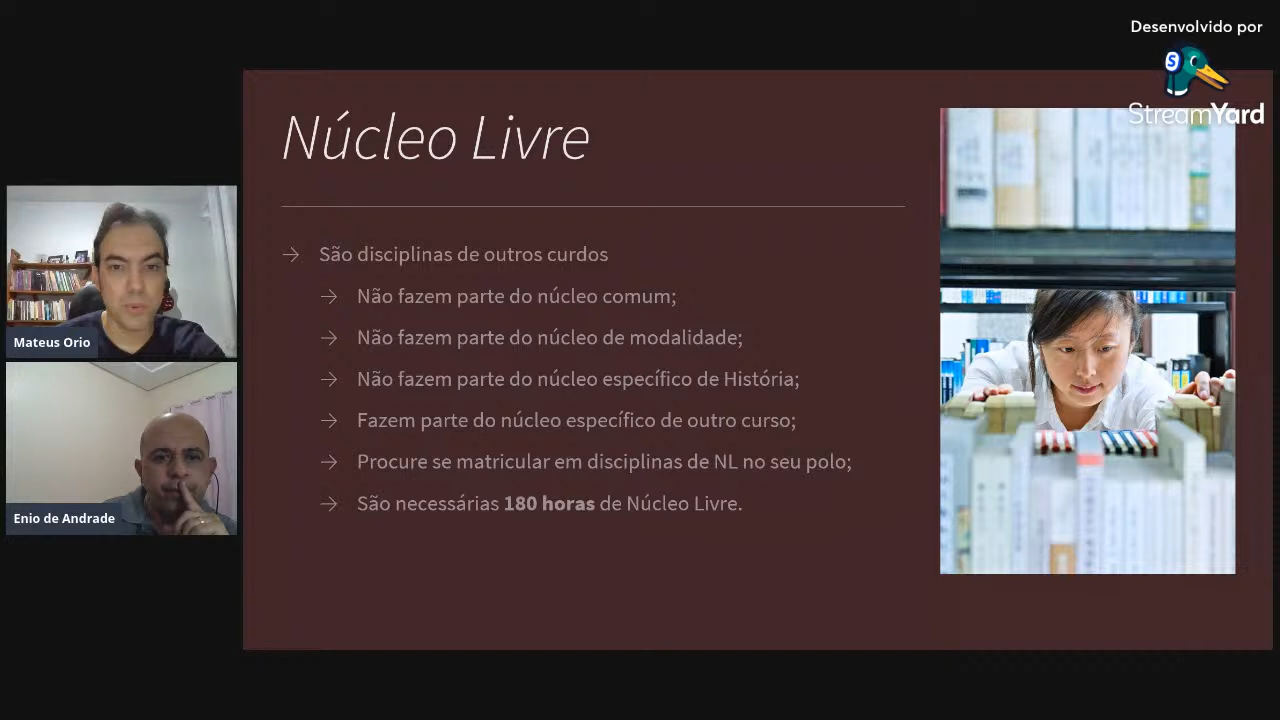 Desenvolvido por
S
StreamYard
Núcleo Livre
→ São disciplinas de outros curdos
→ Não fazem parte do núcleo comum;
→ Não fazem parte do núcleo de modalidade;
→ Não fazem parte do núcleo específico de História;
→ Fazem parte do núcleo específico de outro curso;
→ Procure se matricular em disciplinas de NL no seu polo;
→ São necessárias 180 horas de Núcleo Livre.
Mateus Orio
Enio de Andrade